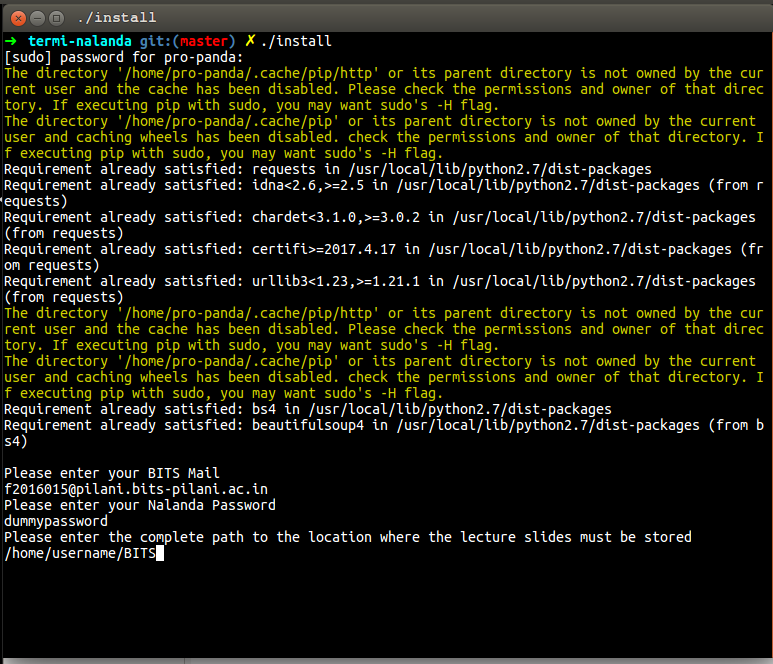 ./install
➜ termi-nalanda git:(master) ✗ ./install
[sudo] password for pro-panda:
The directory '/home/pro-panda/.cache/pip/http' or its parent directory is not owned by the cur
rent user and the cache has been disabled. Please check the permissions and owner of that direc
tory. If executing pip with sudo, you may want sudo's -H flag.
The directory '/home/pro-panda/.cache/pip' or its parent directory is not owned by the current
user and caching wheels has been disabled. check the permissions and owner of that directory. I
f executing pip with sudo, you may want sudo's -H flag.
Requirement already satisfied: requests in /usr/local/lib/python2.7/dist-packages
Requirement already satisfied: idna<2.6,>=2.5 in /usr/local/lib/python2.7/dist-packages (from r
equests)
Requirement already satisfied: chardet<3.1.0,>=3.0.2 in /usr/local/lib/python2.7/dist-packages
(from requests)
Requirement already satisfied: certifi>=2017.4.17 in /usr/local/lib/python2.7/dist-packages (fr
om requests)
Requirement already satisfied: urllib3<1.23,>=1.21.1 in /usr/local/lib/python2.7/dist-packages
(from requests)
The directory '/home/pro-panda/.cache/pip/http' or its parent directory is not owned by the cur
rent user and the cache has been disabled. Please check the permissions and owner of that direc
tory. If executing pip with sudo, you may want sudo's -H flag.
The directory '/home/pro-panda/.cache/pip' or its parent directory is not owned by the current
user and caching wheels has been disabled. check the permissions and owner of that directory. I
f executing pip with sudo, you may want sudo's -H flag.
Requirement already satisfied: bs4 in /usr/local/lib/python2.7/dist-packages
Requirement already satisfied: beautifulsoup4 in /usr/local/lib/python2.7/dist-packages (from b
s4)
Please enter your BITS Mail
f2016015@pilani.bits-pilani.ac.in
Please enter your Nalanda Password
dummypassword
Please enter the complete path to the location where the lecture slides must be stored
/home/username/BITS